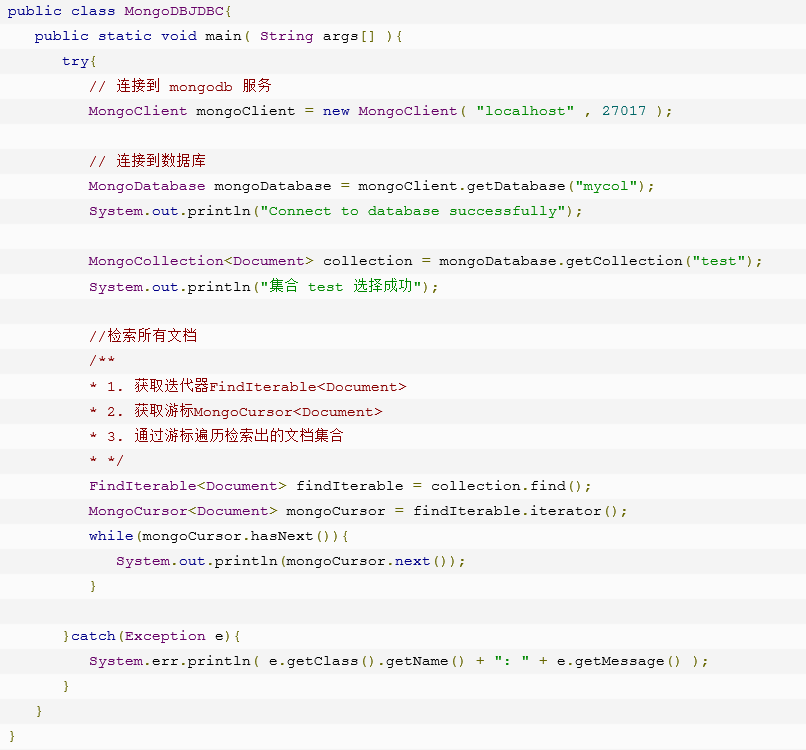 public class MongoDBJDBC{
public static void main( String args[] ){
try{
// 连接到 mongodb 服务
MongoClient mongoClient = new MongoClient( "localhost" , 27017 );
// 连接到数据库
MongoDatabase mongoDatabase = mongoClient.getDatabase("mycol");
System.out.println("Connect to database successfully");
MongoCollection<Document> collection = mongoDatabase.getCollection("test");
System.out.println("集合 test 选择成功");
//检索所有文档
/**
* 1. 获取迭代器FindIterable<Document>
* 2. 获取游标MongoCursor<Document>
* 3. 通过游标遍历检索出的文档集合
* */
FindIterable<Document> findIterable = collection.find();
MongoCursor<Document> mongoCursor = findIterable.iterator();
while(mongoCursor.hasNext()){
System.out.println(mongoCursor.next());
}
}catch(Exception e){
System.err.println( e.getClass().getName() + ": " + e.getMessage() );
}
}
}